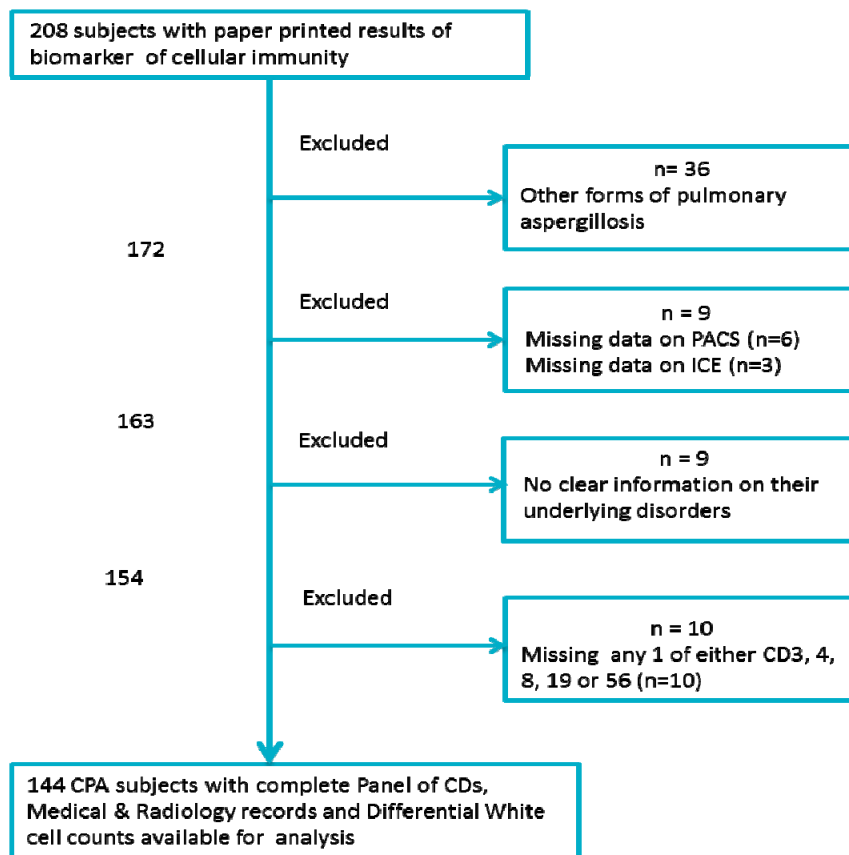 208 subjects with paper printed results of
biomarker of cellular immunity
Excluded
n= 36
Other forms of pulmonary
aspergillosis
172
Excluded
n = 9
Missing data on PACS (n=6)
Missing data on ICE (n=3)
163
Excluded
n = 9
No clear information on their
underlying disorders
154
Excluded
n = 10
Missing any 1 of either CD3, 4,
8, 19 or 56 (n=10)
144 CPA subjects with complete Panel of CDs,
Medical & Radiology records and Differential White
cell counts available for analysis